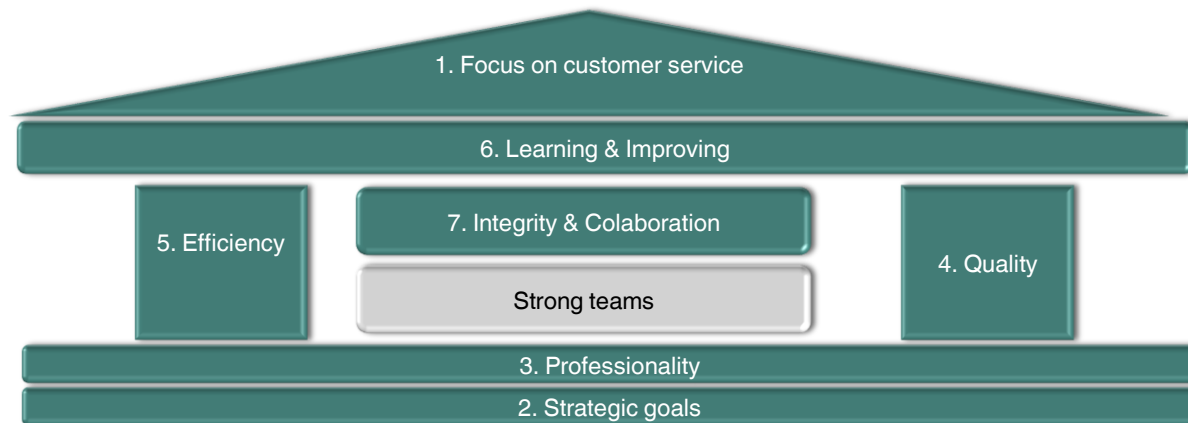 1. Focus on customer service
6. Learning & Improving
7. Integrity & Colaboration
5. Efficiency
4. Quality
Strong teams
3. Professionality
2. Strategic goals